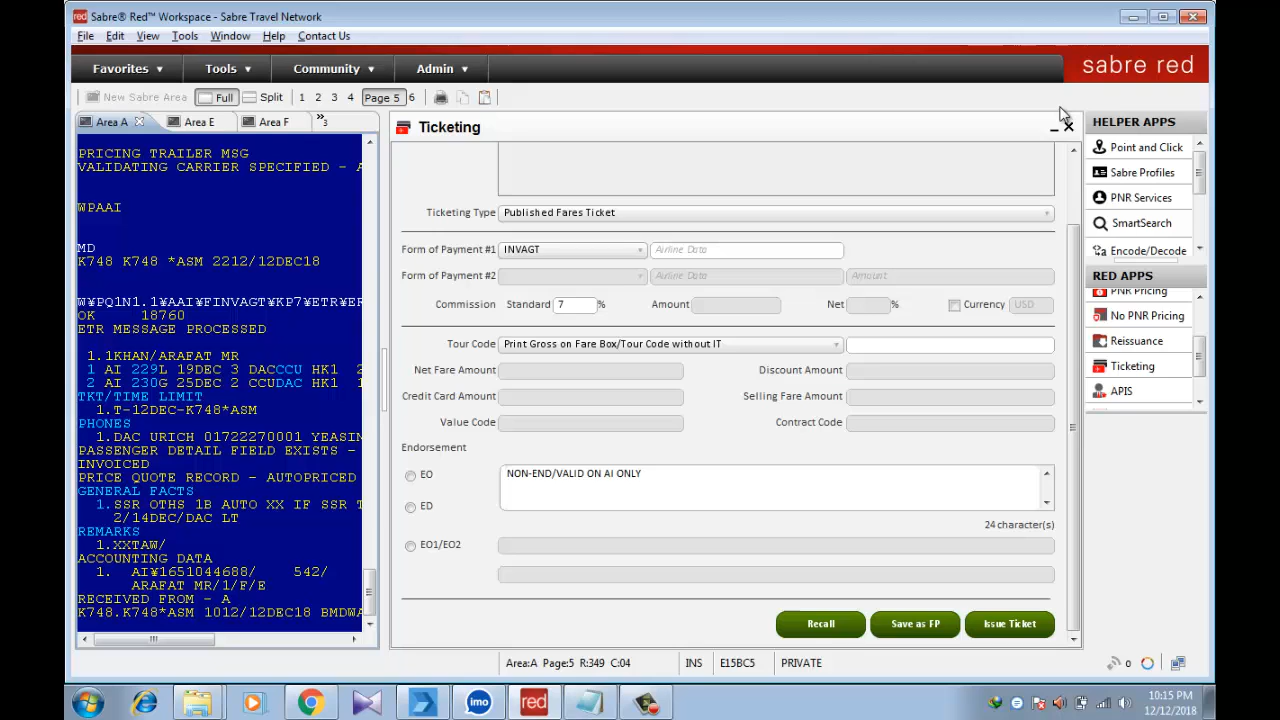 Sabre® Red™ Workspace - Sabre Travel Network
File Edit View Tools Window Help Contact Us
Favorites Tools Community Admin
sabre red
New Sabre Area Full Split 1 2 3 4 Page 5 6
Area A Area E Area F »3
PRICING TRAILER MSG
VALIDATING CARRIER SPECIFIED - A
WPAAI
MD
K748 K748 *ASM 2212/12DEC18
W¥PQ1N1.1¥AAI¥FINVAGT¥KP7¥ETR¥ER
OK 18760
ETR MESSAGE PROCESSED
1.1KHAN/ARAFAT MR
1 AI 229L 19DEC 3 DACCCU HK1 2
2 AI 230G 25DEC 2 CCUDAC HK1 1
TKT/TIME LIMIT
1.T-12DEC-K748*ASM
PHONES
1.DAC URICH 01722270001 YEASIN
PASSENGER DETAIL FIELD EXISTS -
INVOICED
PRICE QUOTE RECORD - AUTOPRICED
GENERAL FACTS
1.SSR OTHS 1B AUTO XX IF SSR T
2/14DEC/DAC LT
REMARKS
1.XXTAW/
ACCOUNTING DATA
1. AI¥1651044688/ 542/
ARAFAT MR/1/F/E
RECEIVED FROM - A
K748.K748*ASM 1012/12DEC18 BMDWA
Ticketing
Ticketing Type Published Fares Ticket
Form of Payment #1 INVAGT Airline Data
Form of Payment #2 Airline Data Amount
Commission Standard 7 % Amount Net % Currency USD
Tour Code Print Gross on Fare Box/Tour Code without IT
Net Fare Amount Discount Amount
Credit Card Amount Selling Fare Amount
Value Code Contract Code
Endorsement
EO NON-END/VALID ON AI ONLY
ED
24 character(s)
EO1/EO2
Recall Save as FP Issue Ticket
HELPER APPS
Point and Click
Sabre Profiles
PNR Services
SmartSearch
Encode/Decode
RED APPS
PNR Pricing
No PNR Pricing
Reissuance
Ticketing
APIS
Area:A Page:5 R:349 C:04 INS E15BC5 PRIVATE 0
imo red
10:15 PM
12/12/2018